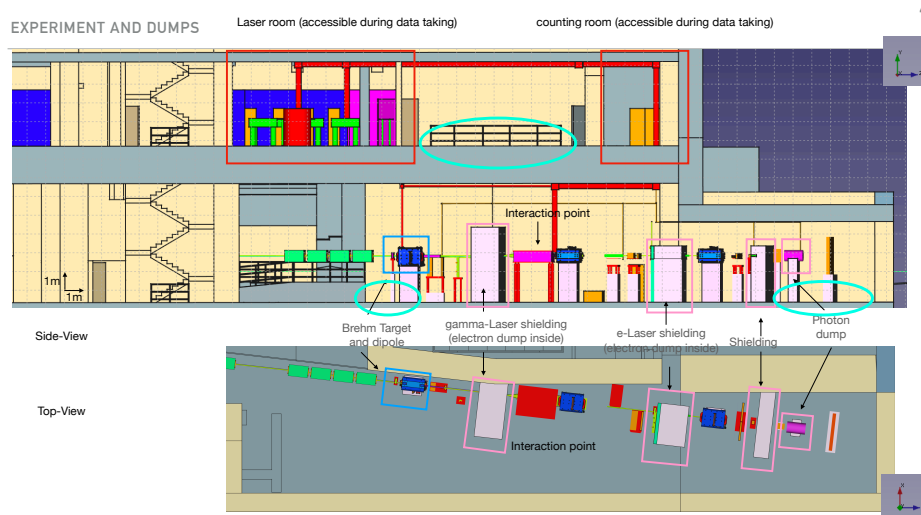 Laser room (accessible during data taking)
counting room (accessible during data taking)
EXPERIMENT AND DUMPS
Interaction point
1m
1m
Side-View
Brehm Target
and dipole
gamma-Laser shielding
(electron dump inside)
e-Laser shielding
(electron dump inside)
Shielding
Photon
dump
Top-View
Interaction point